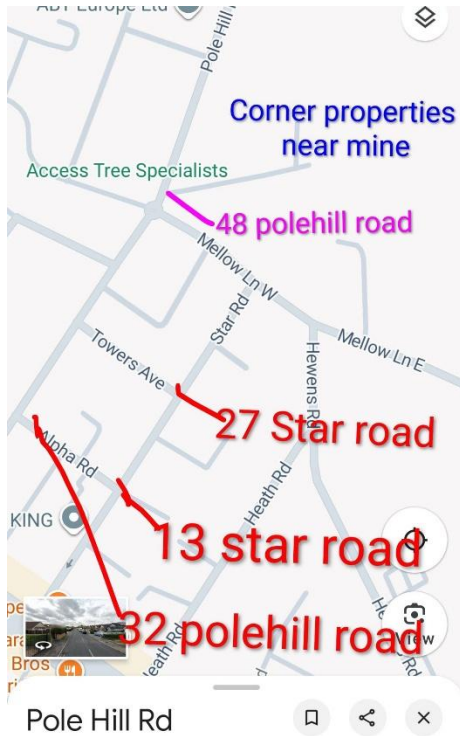 ABT Europe Ltd
Pole Hill
Corner properties
near mine
Access Tree Specialists
48 polehill road
Mellow Ln W
Star Rd
Towers Ave
Hewens Rd
Mellow Ln E
27 Star road
Alpha Rd
Heath Rd
KING
13 star road
32 polehill road
View
Bros
eath Rd
Pole Hill Rd